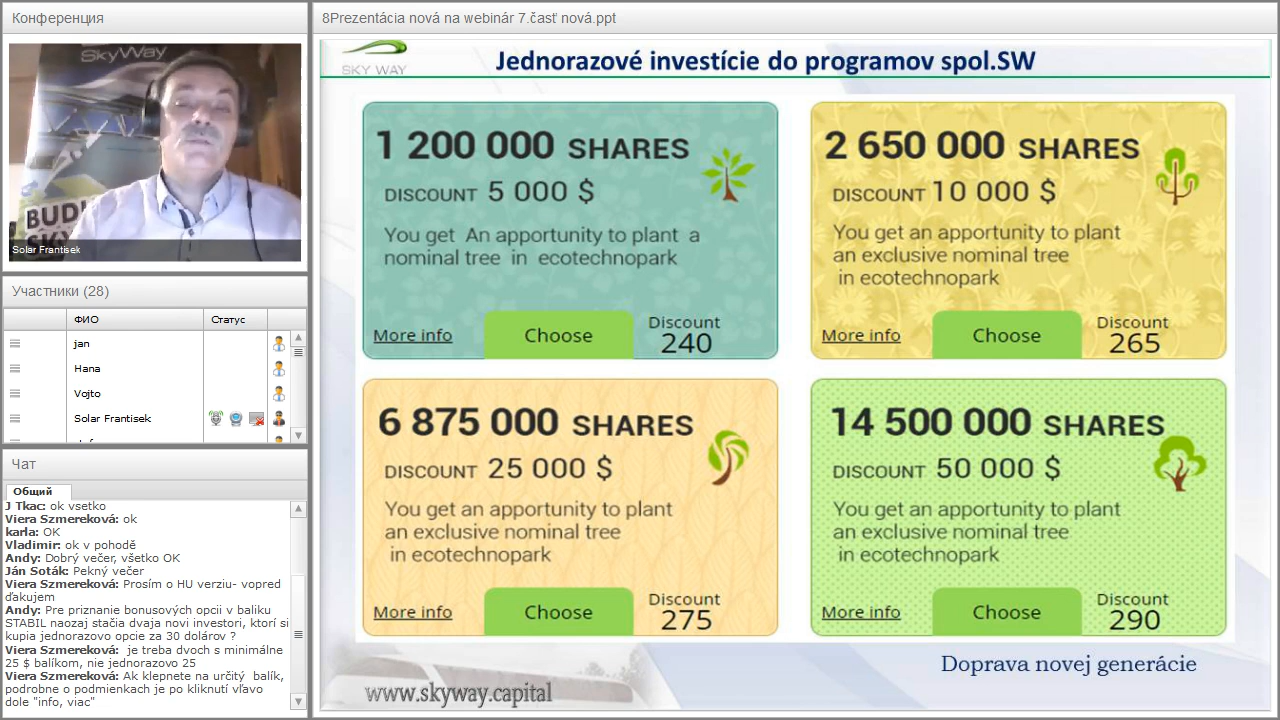 Конференция
SkyWay
BUDU
SKY
Solar Frantisek
Участники (28)
ФИО
Статус
jan
Hana
Vojto
Solar Frantisek
Чат
Общий
J Tkac: ok vsetko
Viera Szmereková: ok
karla: OK
Vladimir: ok v pohodě
Andy: Dobrý večer, všetko OK
Ján Soták: Pekný večer
Viera Szmereková: Prosím o HU verziu- vopred
ďakujem
Andy: Pre priznanie bonusových opcii v baliku
STABIL naozaj stačia dvaja noví investori, ktorí si
kupia jednorazovo opcie za 30 dolárov ?
Viera Szmereková: je treba dvoch s minimálne
25 $ balíkom, nie jednorazovo 25
Viera Szmereková: Ak klepnete na určitý balík,
podrobne o podmienkach je po kliknutí vľavo
dole "info, viac"
8Prezentácia nová na webinár 7.časť nová.ppt
SKY WAY
Jednorazové investície do programov spol.SW
1 200 000 SHARES
DISCOUNT 5 000 $
You get An apportunity to plant a
nominal tree in ecotechnopark
More info
Choose
Discount
240
2 650 000 SHARES
DISCOUNT 10 000 $
You get an apportunity to plant
an exclusive nominal tree
in ecotechnopark
More info
Choose
Discount
265
6 875 000 SHARES
DISCOUNT 25 000 $
You get an apportunity to plant
an exclusive nominal tree
in ecotechnopark
More info
Choose
Discount
275
14 500 000 SHARES
DISCOUNT 50 000 $
You get an apportunity to plant
an exclusive nominal tree
in ecotechnopark
More info
Choose
Discount
290
Doprava novej generácie
www.skyway.capital